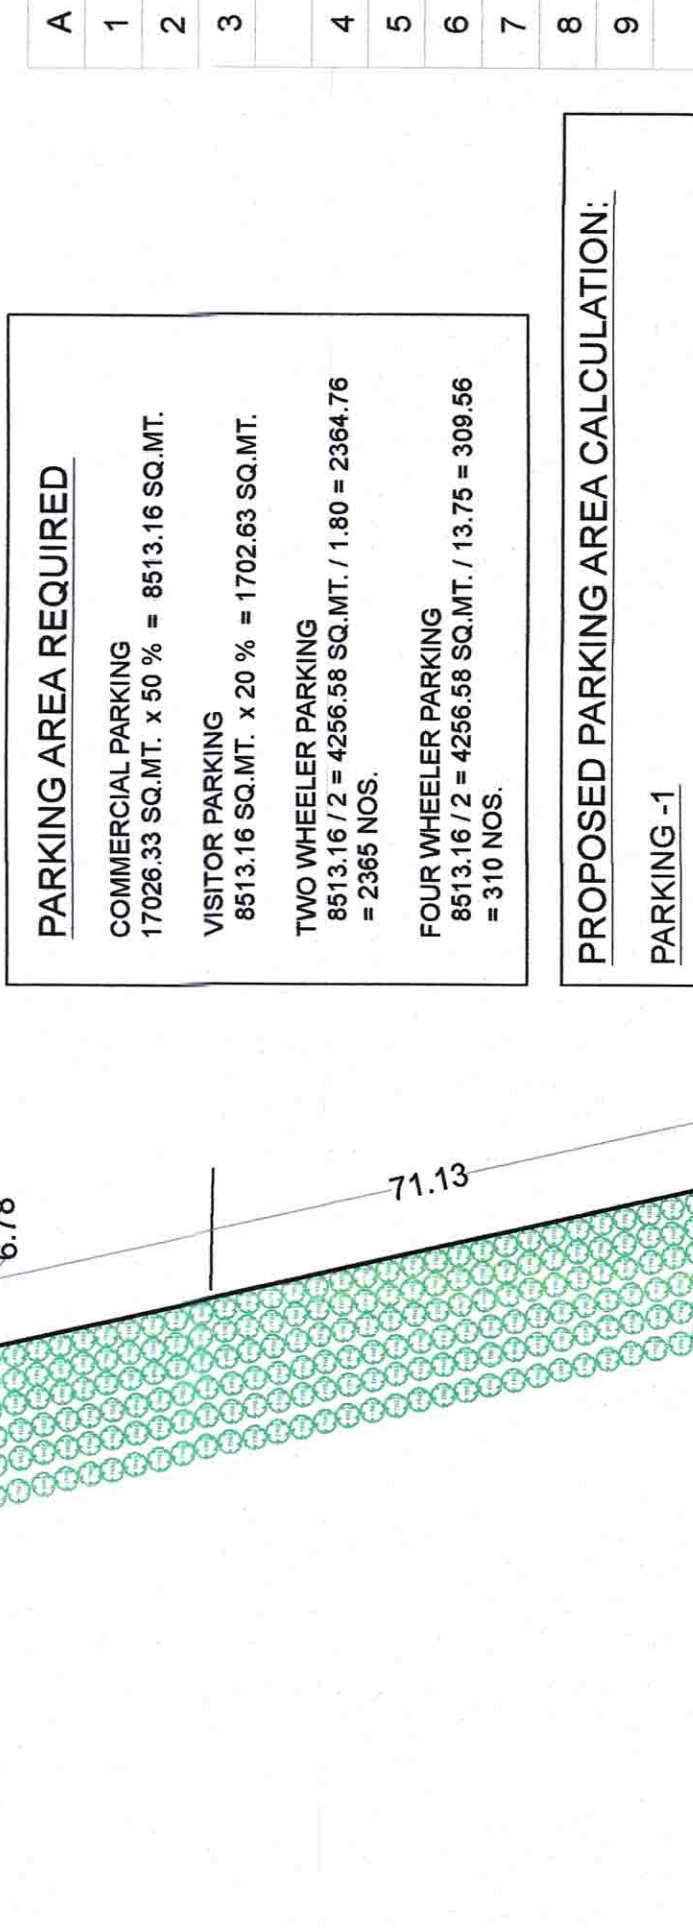 A
1
2
3
4
5
6
7
8
9
PARKING AREA REQUIRED
COMMERCIAL PARKING
17026.33 SQ.MT. x 50 % = 8513.16 SQ.MT.
VISITOR PARKING
8513.16 SQ.MT. x 20 % = 1702.63 SQ.MT.
TWO WHEELER PARKING
8513.16 / 2 = 4256.58 SQ.MT. / 1.80 = 2364.76
= 2365 NOS.
FOUR WHEELER PARKING
8513.16 / 2 = 4256.58 SQ.MT. / 13.75 = 309.56
= 310 NOS.
PROPOSED PARKING AREA CALCULATION:
PARKING -1
6.78
71.13